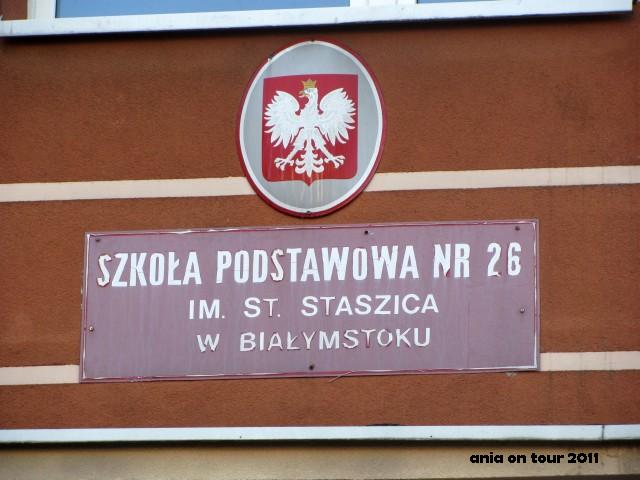 SZKOŁA PODSTAWOWA NR 26
IM. ST. STASZICA
W BIAŁYMSTOKU
ania on tour 2011